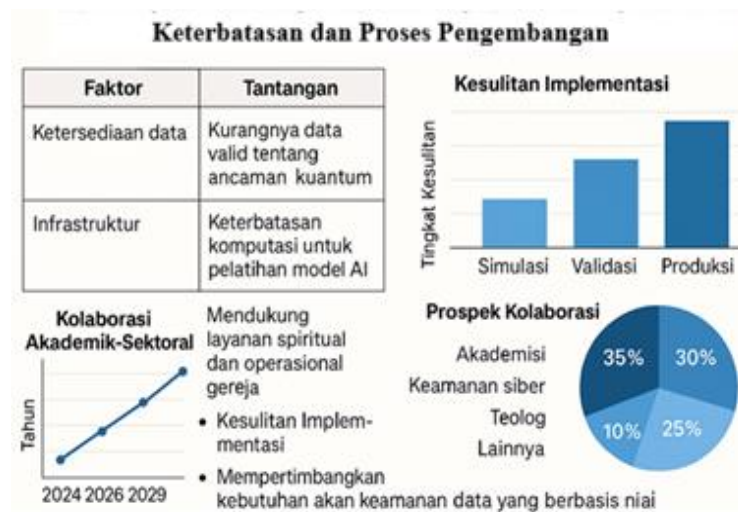 Keterbatasan dan Proses Pengembangan
Faktor Tantangan
Ketersediaan data
Kurangnya data
valid tentang
ancaman kuantum
Infrastruktur
Keterbatasan
komputasi untuk
pelatihan model AI
Kesulitan Implementasi
Tingkat Kesulitan
Simulasi Validasi Produksi
Kolaborasi
Akademik-Sektoral
Tahun
2024 2026 2029
Mendukung
layanan spiritual
dan operasional
gereja
• Kesulitan Implem-
mentasi
• Mempertimbangkan
kebutuhan akan keamanan data yang berbasis niai
Prospek Kolaborasi
Akademisi
Keamanan siber
Teolog
Lainnya
35% 30%
10% 25%